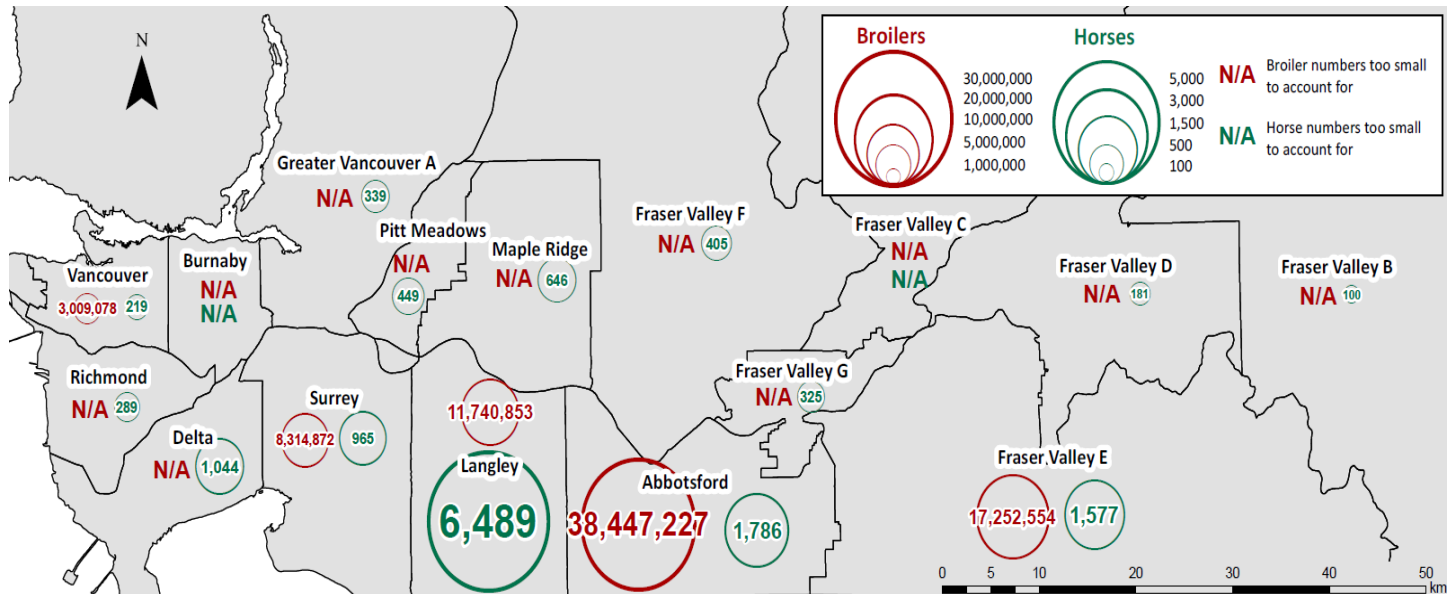 N
Broilers
30,000,000
20,000,000
10,000,000
5,000,000
1,000,000
Horses
5,000
3,000
1,500
500
100
N/A Broiler numbers too small
to account for
N/A Horse numbers too small
to account for
Greater Vancouver A
N/A 339
Pitt Meadows
N/A
449
Maple Ridge
N/A 646
Fraser Valley F
N/A 405
Fraser Valley C
N/A
N/A
Fraser Valley D
N/A 181
Fraser Valley B
N/A 100
Vancouver
3,009,078 219
Burnaby
N/A
N/A
Richmond
N/A 289
Delta
N/A 1,044
Surrey
8,314,872 965
11,740,853
Langley
6,489
Abbotsford
38,447,227 1,786
Fraser Valley G
N/A 325
Fraser Valley E
17,252,554 1,577
0 5 10 20 30 40 50
km